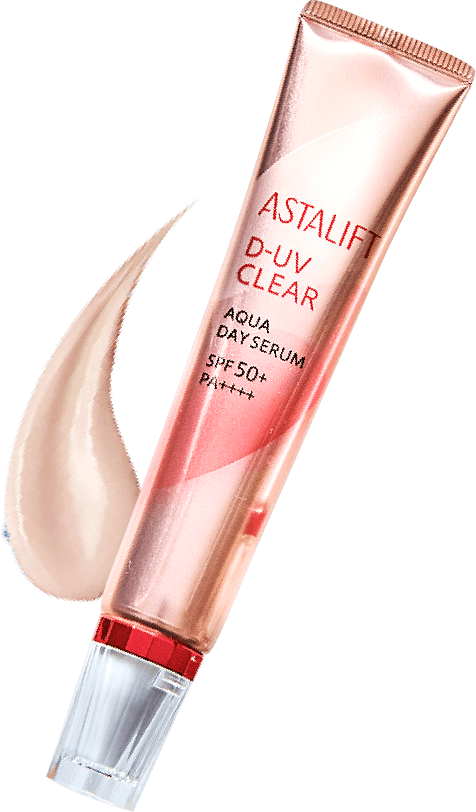 ASTALIFT
D-UV
CLEAR
AQUA
DAY SERUM
SPF 50+
PA++++